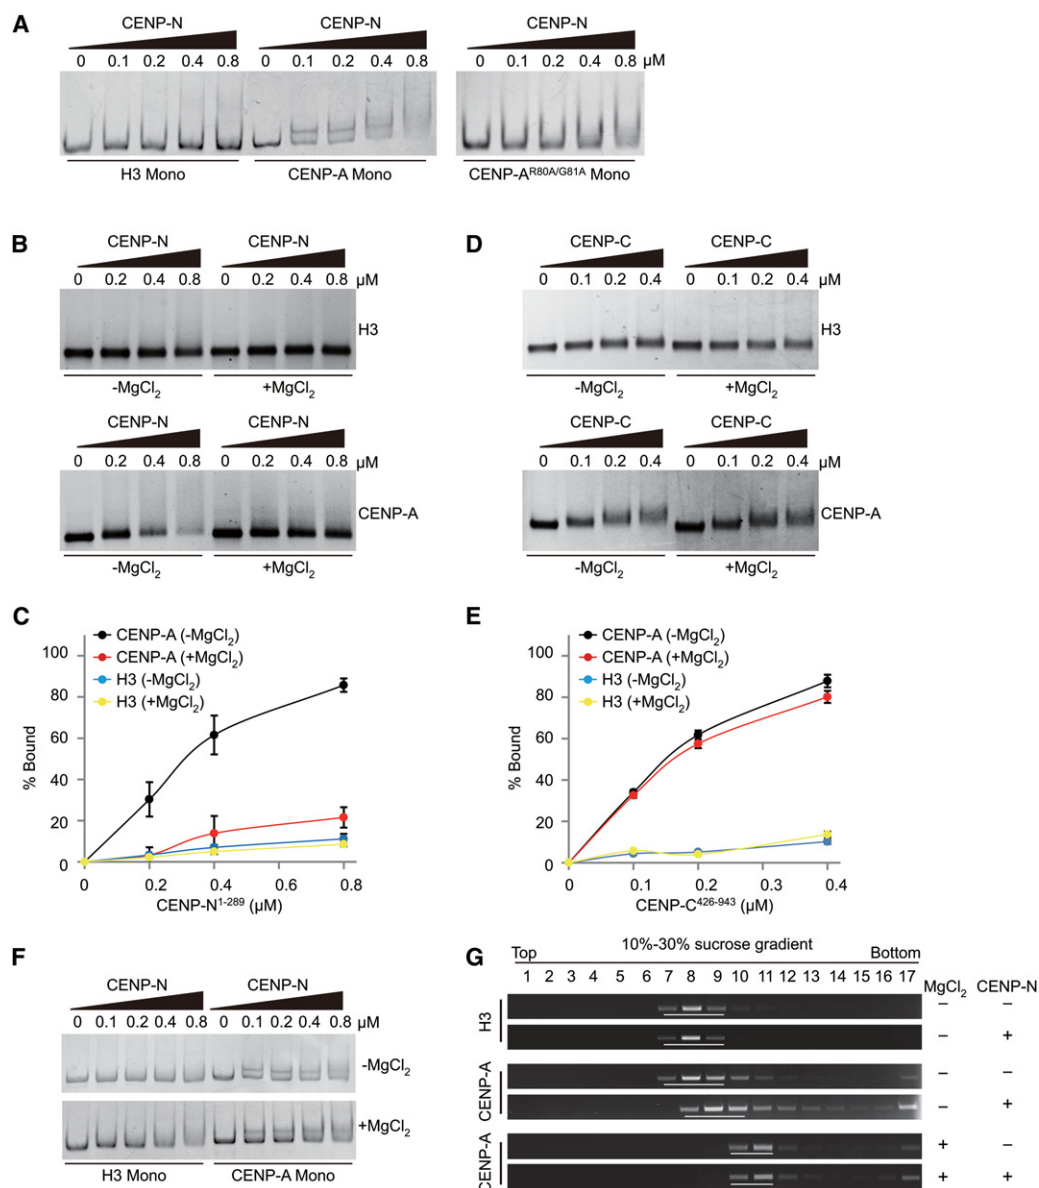 A
CENP-N CENP-N CENP-N
0 0.1 0.2 0.4 0.8 0 0.1 0.2 0.4 0.8 0 0.1 0.2 0.4 0.8 μM
H3 Mono CENP-A Mono CENP-A^R80A/G81A Mono
B
CENP-N CENP-N
0 0.2 0.4 0.8 0 0.2 0.4 0.8 μM
H3
-MgCl₂ +MgCl₂
CENP-N CENP-N
0 0.2 0.4 0.8 0 0.2 0.4 0.8 μM
CENP-A
-MgCl₂ +MgCl₂
D
CENP-C CENP-C
0 0.1 0.2 0.4 0 0.1 0.2 0.4 μM
H3
-MgCl₂ +MgCl₂
CENP-C CENP-C
0 0.1 0.2 0.4 0 0.1 0.2 0.4 μM
CENP-A
-MgCl₂ +MgCl₂
C
CENP-A (-MgCl₂)
CENP-A (+MgCl₂)
H3 (-MgCl₂)
H3 (+MgCl₂)
% Bound
100
80
60
40
20
0
0 0.2 0.4 0.6 0.8
CENP-N¹⁻²⁸⁹ (μM)
E
CENP-A (-MgCl₂)
CENP-A (+MgCl₂)
H3 (-MgCl₂)
H3 (+MgCl₂)
% Bound
100
80
60
40
20
0
0 0.1 0.2 0.3 0.4
CENP-C⁴²⁶⁻⁹⁴³ (μM)
F
CENP-N CENP-N
0 0.1 0.2 0.4 0.8 0 0.1 0.2 0.4 0.8 μM
-MgCl₂
+MgCl₂
H3 Mono CENP-A Mono
G
10%-30% sucrose gradient
Top Bottom
1 2 3 4 5 6 7 8 9 10 11 12 13 14 15 16 17
MgCl₂ CENP-N
H3
− −
− +
CENP-A
− −
− +
CENP-A
+ −
+ +